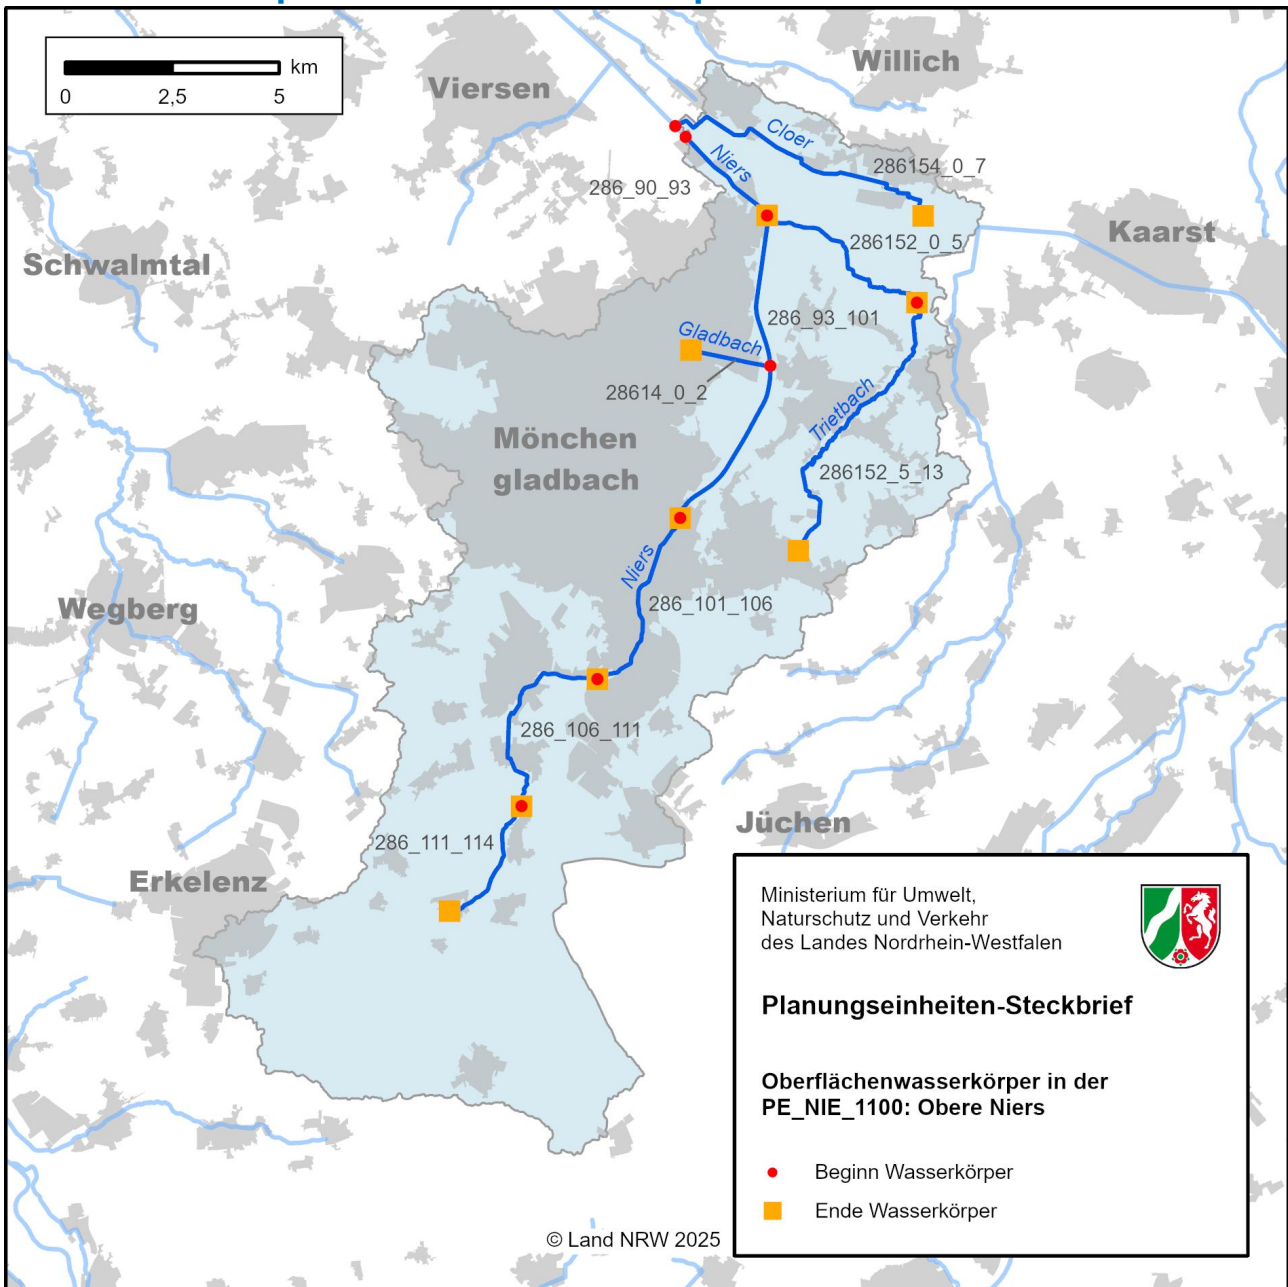 km
0 2,5 5
Viersen
Willich
Cloer
Niers
286154_0_7
286_90_93
286152_0_5
Kaarst
Schwalmtal
286_93_101
Gladbach
28614_0_2
Trietbach
Mönchen
gladbach
286152_5_13
Niers
286_101_106
Wegberg
286_106_111
286_111_114
Jüchen
Erkelenz
Ministerium für Umwelt,
Naturschutz und Verkehr
des Landes Nordrhein-Westfalen
Planungseinheiten-Steckbrief
Oberflächenwasserkörper in der
PE_NIE_1100: Obere Niers
Beginn Wasserkörper
Ende Wasserkörper
© Land NRW 2025